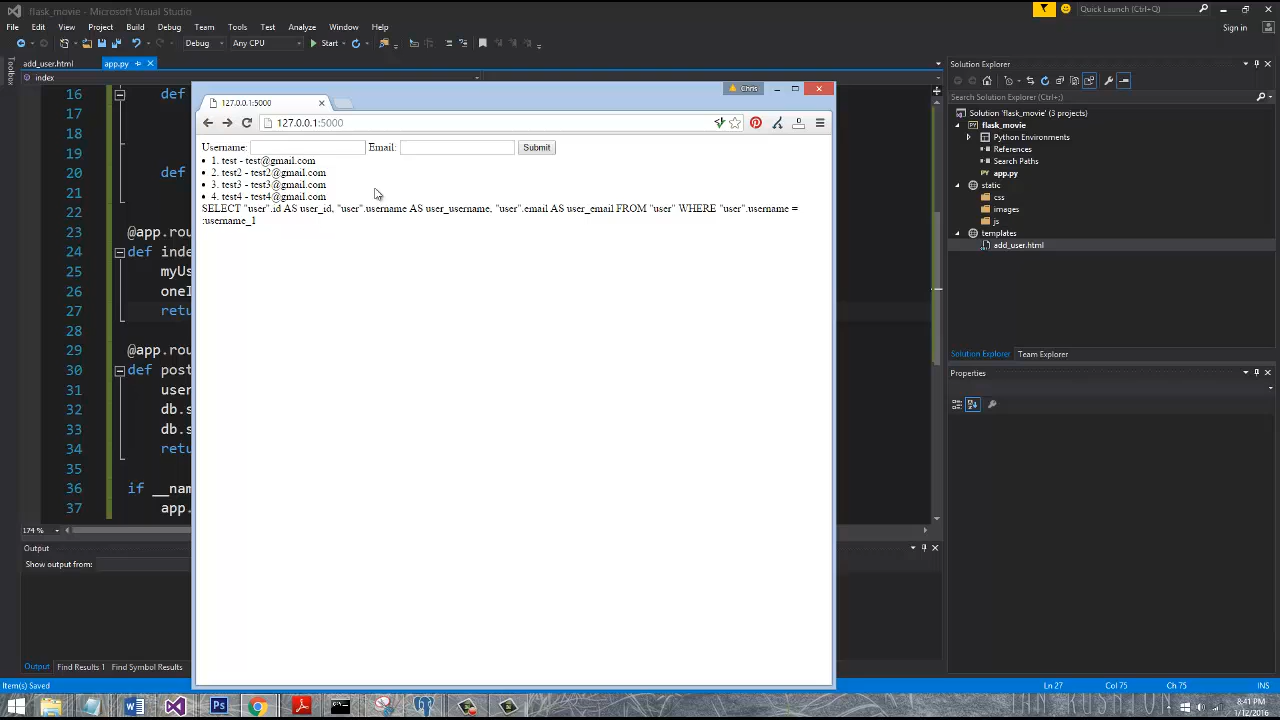 flask_movie - Microsoft Visual Studio
Quick Launch (Ctrl+;)
File Edit View Project Build Debug Team Tools Test Analyze Window Help
Sign in
Debug Any CPU Start
Toolbox
add_user.html app.py
index
16 def
17
18
19
20 def
21
127.0.0.1:5000
Chris
127.0.0.1:5000
Username: Email: Submit
1. test - test@gmail.com
2. test2 - test2@gmail.com
3. test3 - test3@gmail.com
4. test4 - test4@gmail.com
SELECT "user".id AS user_id, "user".username AS user_username, "user".email AS user_email FROM "user" WHERE "user".username =
:username_1
23 @app.rou
24 def inde
25 myUs
26 oneI
27 retu
28
29 @app.rou
30 def post
31 user
32 db.s
33 db.s
34 retu
35
36 if __nam
37 app.
174 %
Output
Show output from:
Output Find Results 1 Find Symbol Results
Solution Explorer
Search Solution Explorer (Ctrl+;)
Solution 'flask_movie' (3 projects)
flask_movie
Python Environments
References
Search Paths
app.py
static
css
images
js
templates
add_user.html
Solution Explorer Team Explorer
Properties
Item(s) Saved
Ln 27 Col 75 Ch 75 INS
8:41 PM
1/12/2016